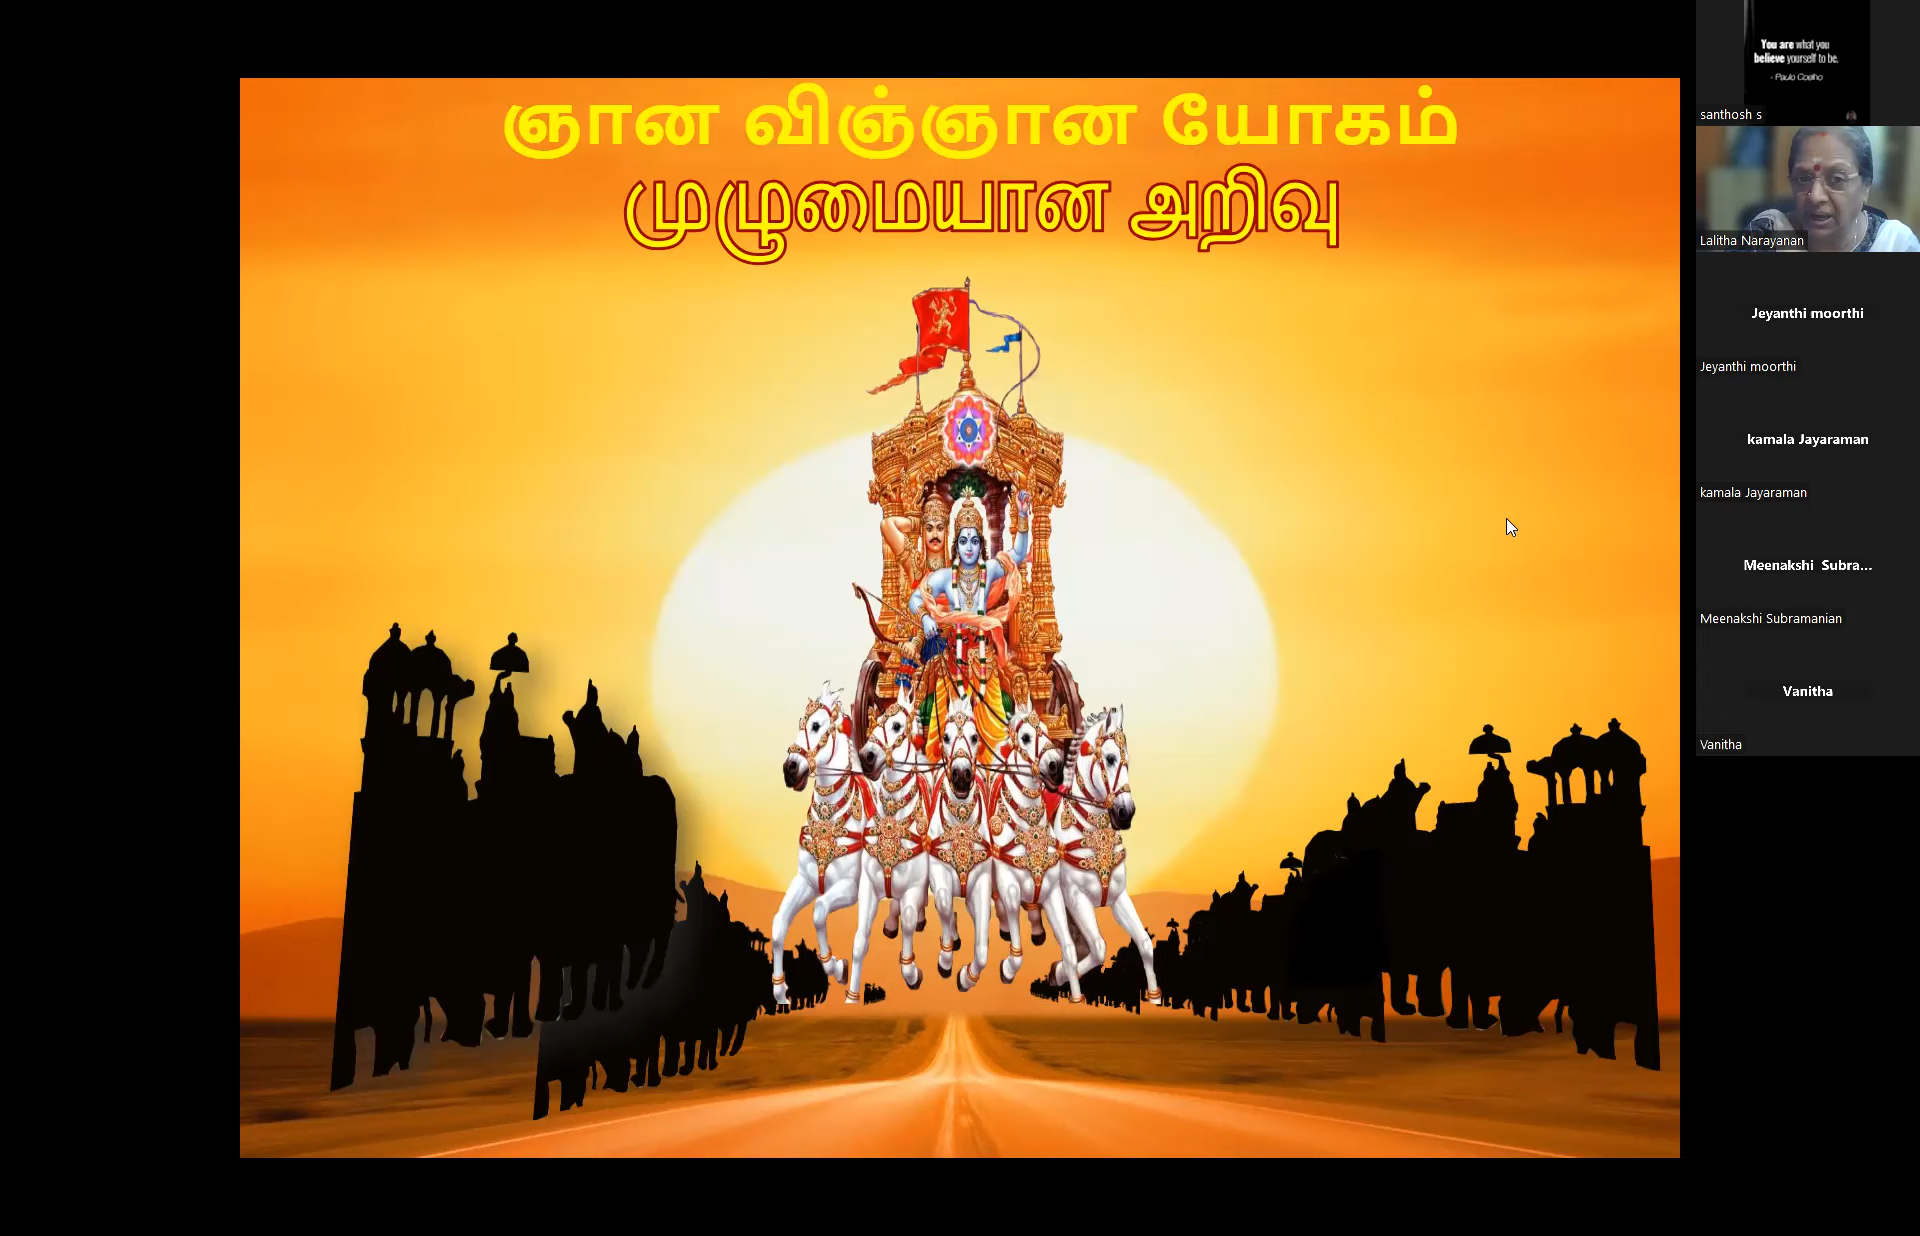 ஞான விஞ்ஞான யோகம்
முழுமையான அறிவு
You are what you
believe yourself to be.
- Paulo Coelho
santhosh s
Lalitha Narayanan
Jeyanthi moorthi
Jeyanthi moorthi
kamala Jayaraman
kamala Jayaraman
Meenakshi Subra...
Meenakshi Subramanian
Vanitha
Vanitha